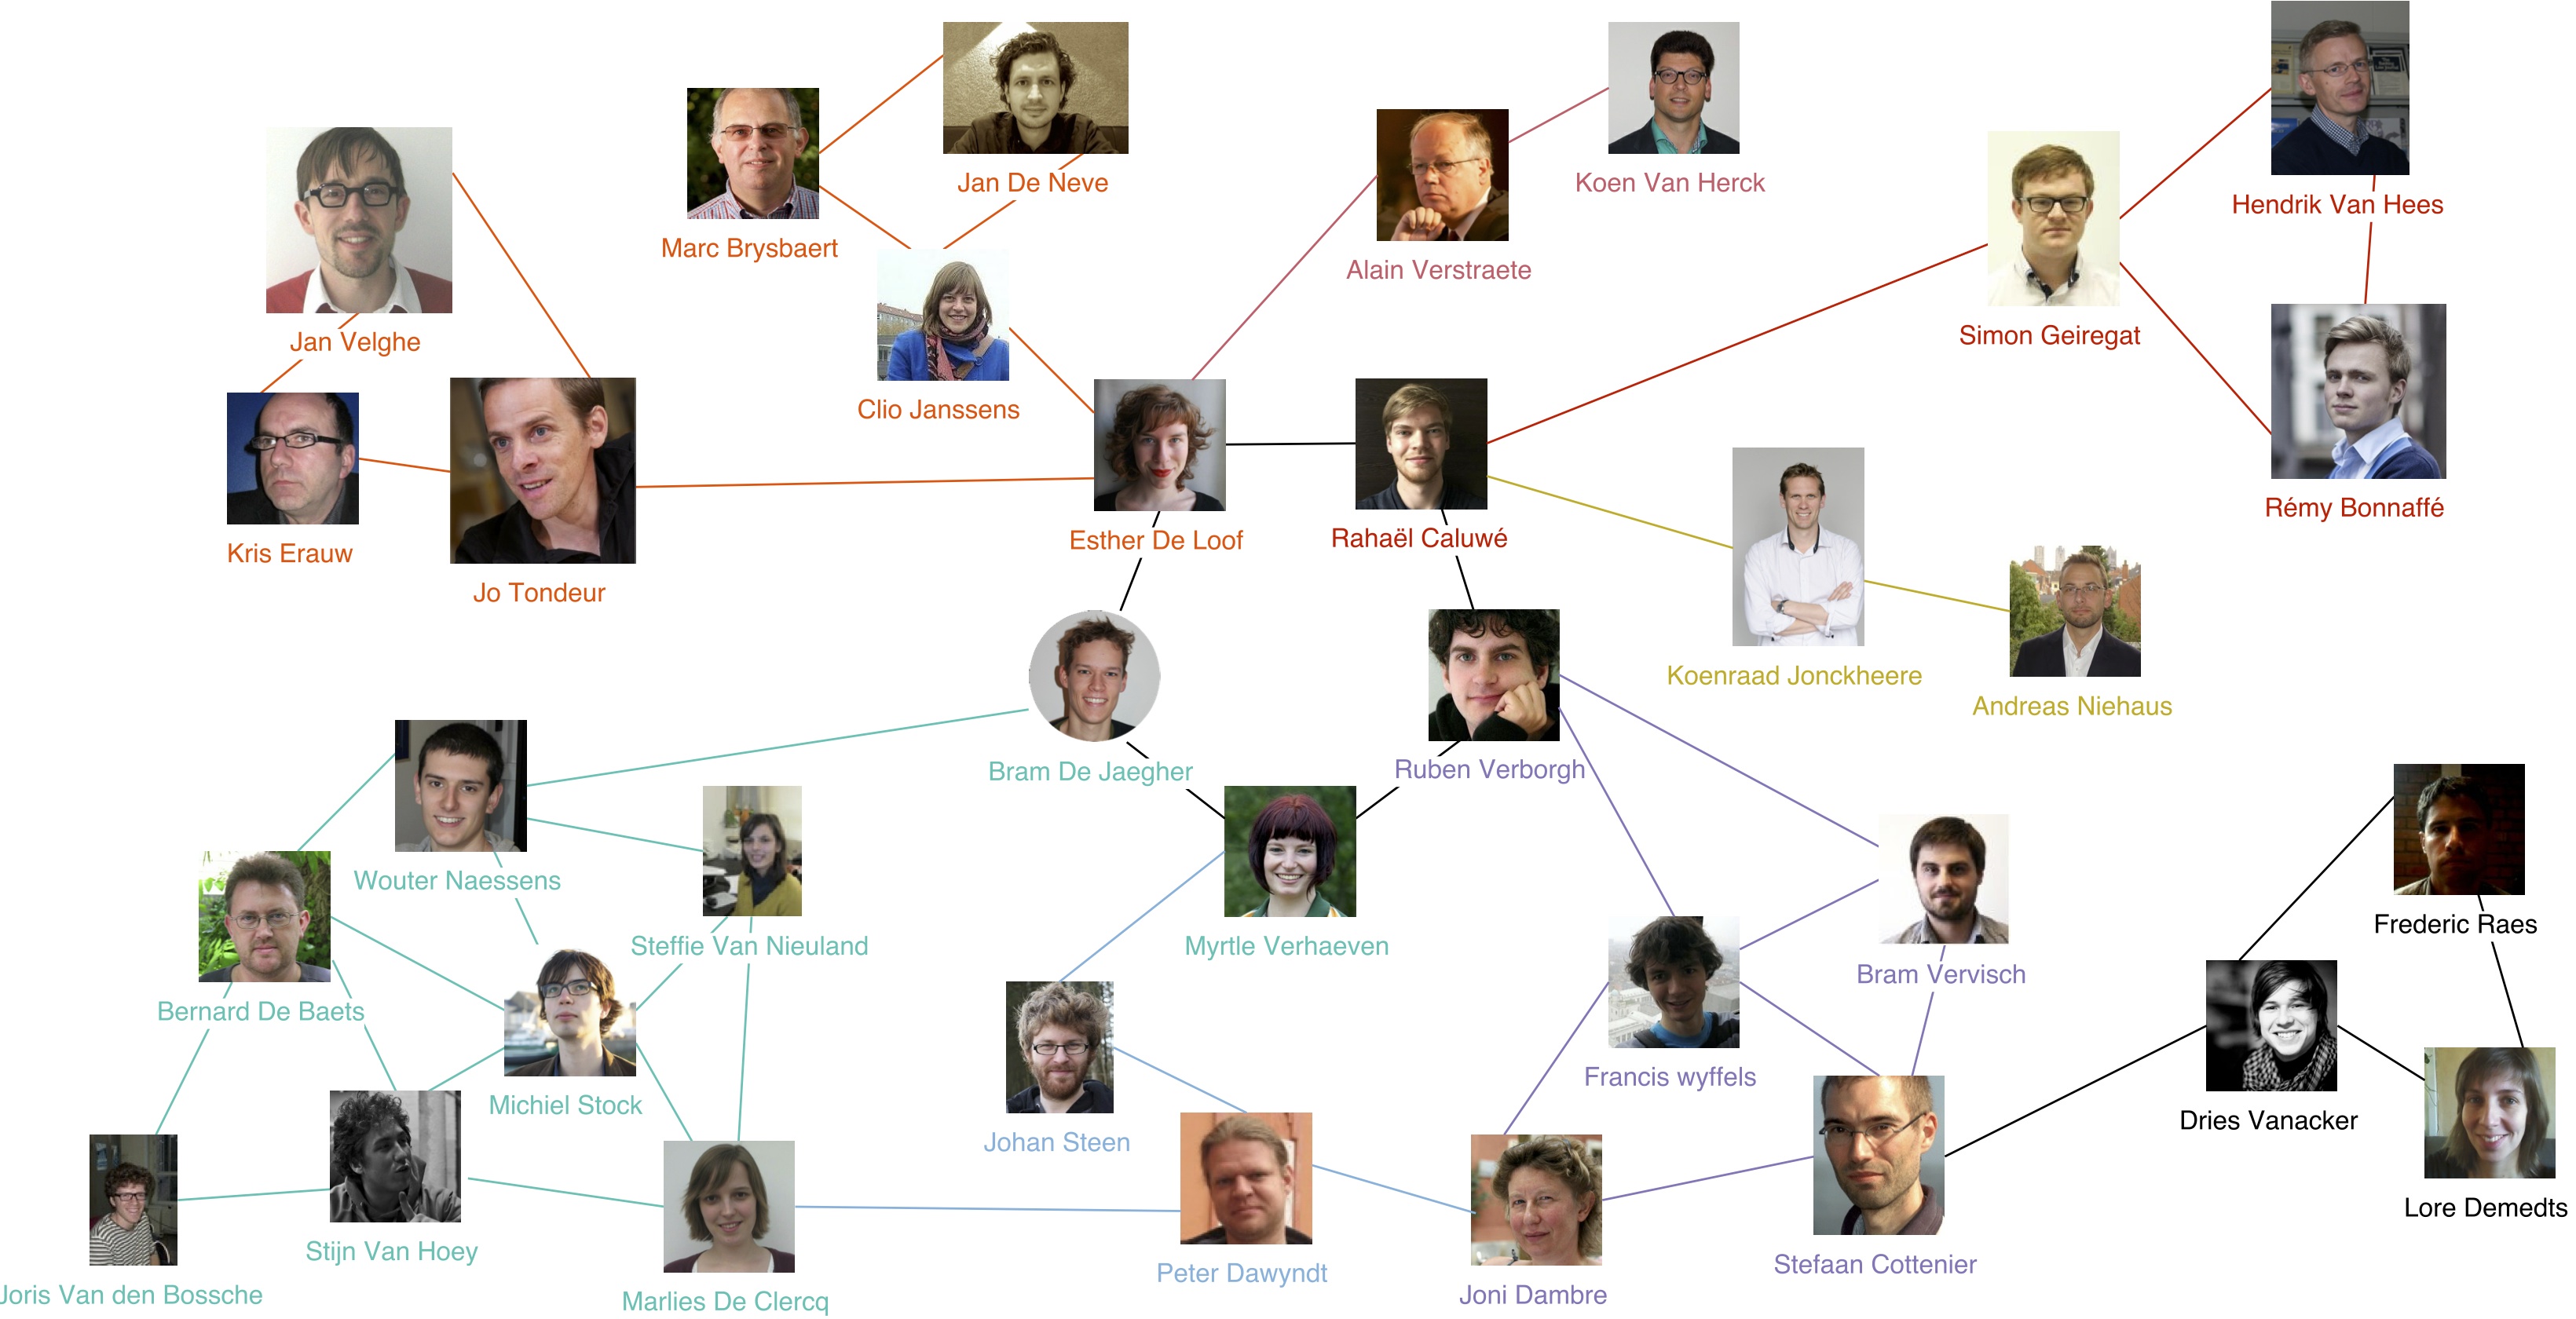 Jan De Neve
Koen Van Herck
Hendrik Van Hees
Marc Brysbaert
Alain Verstraete
Jan Velghe
Simon Geiregat
Clio Janssens
Rémy Bonnaffé
Kris Erauw
Esther De Loof
Rahaël Caluwé
Jo Tondeur
Koenraad Jonckheere
Andreas Niehaus
Bram De Jaegher
Ruben Verborgh
Wouter Naessens
Frederic Raes
Steffie Van Nieuland
Myrtle Verhaeven
Bram Vervisch
Bernard De Baets
Francis wyffels
Michiel Stock
Dries Vanacker
Johan Steen
Lore Demedts
Stijn Van Hoey
Stefaan Cottenier
Peter Dawyndt
Joris Van den Bossche
Marlies De Clercq
Joni Dambre